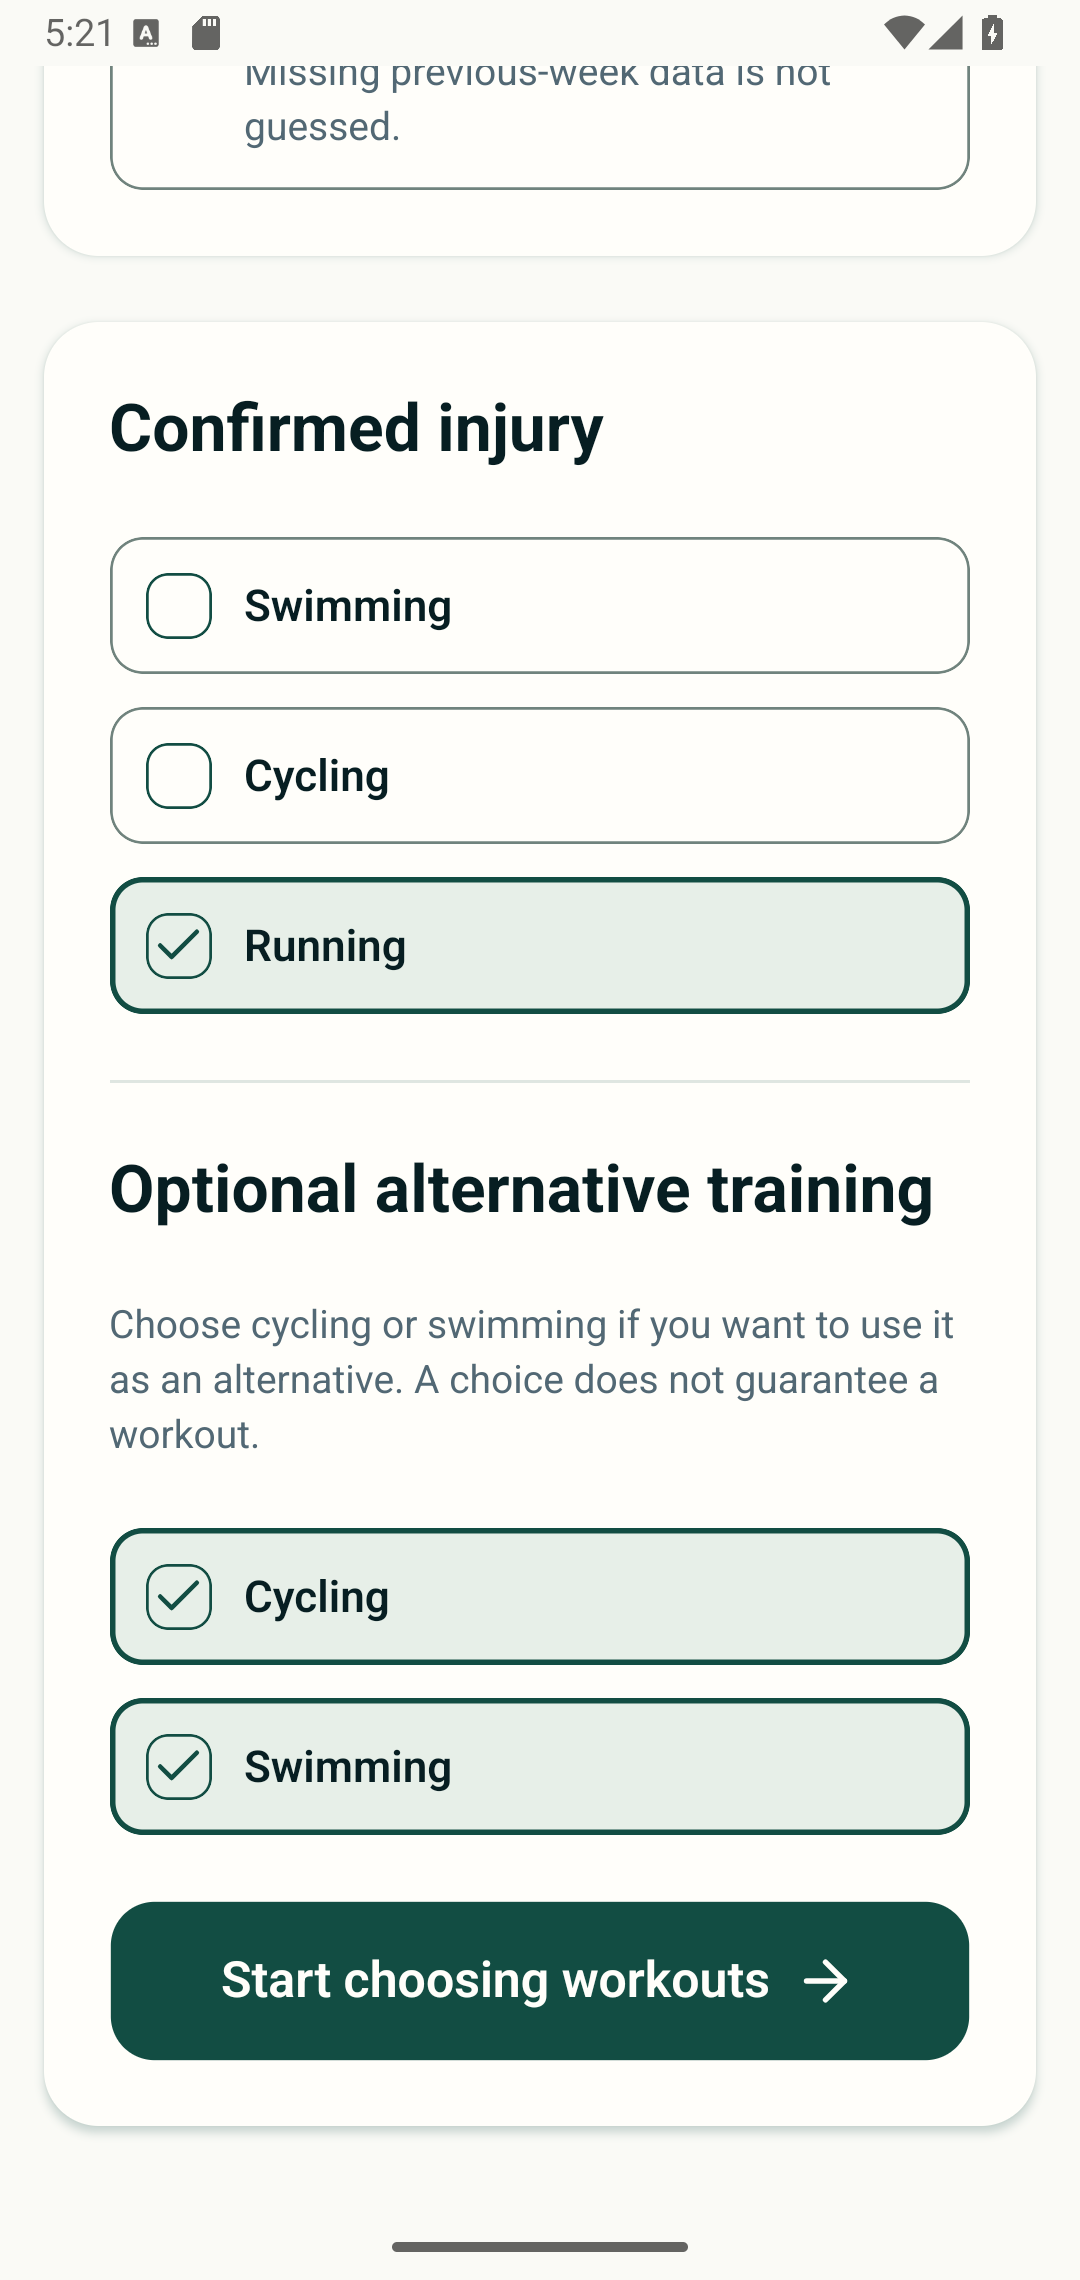 5:21
Missing previous-week data is not
guessed.
Confirmed injury
Swimming
Cycling
Running
Optional alternative training
Choose cycling or swimming if you want to use it
as an alternative. A choice does not guarantee a
workout.
Cycling
Swimming
Start choosing workouts